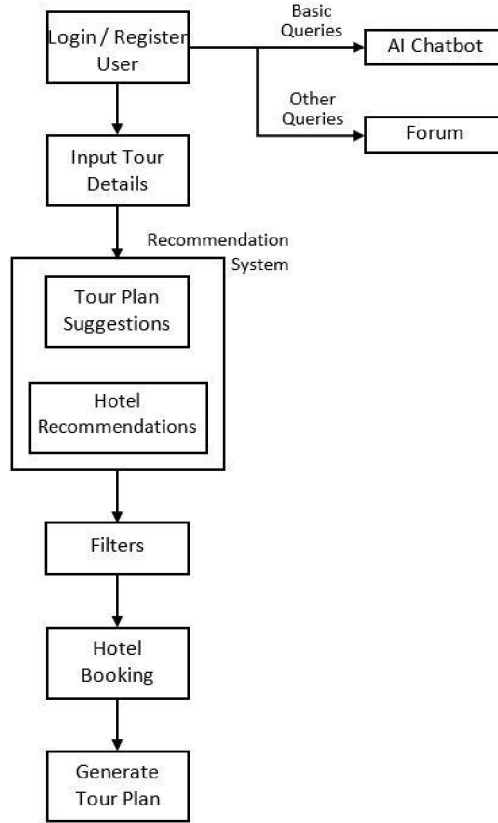 Login / Register
User
Basic
Queries
AI Chatbot
Other
Queries
Forum
Input Tour
Details
Recommendation
System
Tour Plan
Suggestions
Hotel
Recommendations
Filters
Hotel
Booking
Generate
Tour Plan